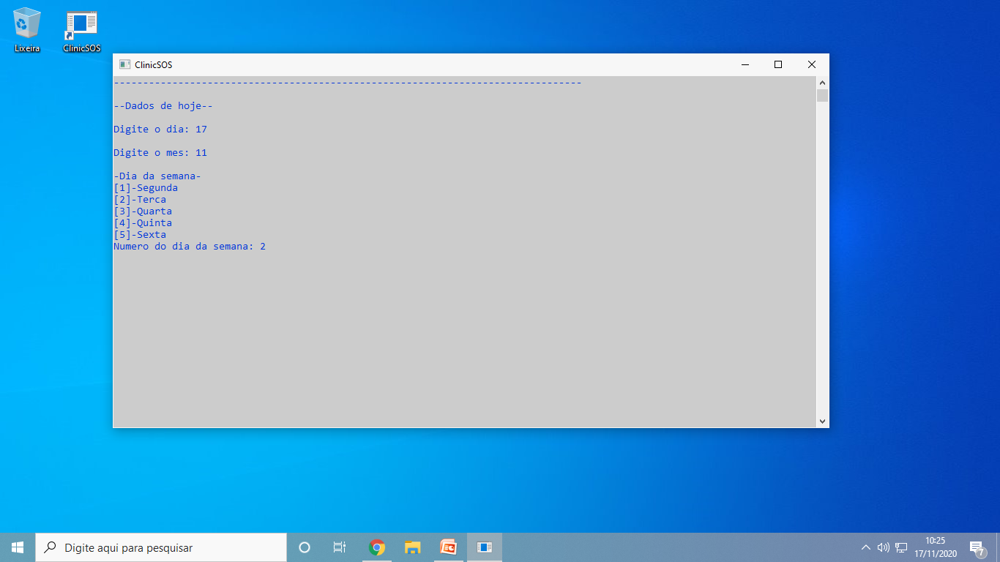 Lixeira
ClinicSOS
ClinicSOS
--------------------------------------------------------------------------------
--Dados de hoje--
Digite o dia: 17
Digite o mes: 11
-Dia da semana-
[1]-Segunda
[2]-Terca
[3]-Quarta
[4]-Quinta
[5]-Sexta
Numero do dia da semana: 2
Digite aqui para pesquisar
10:25
17/11/2020
7